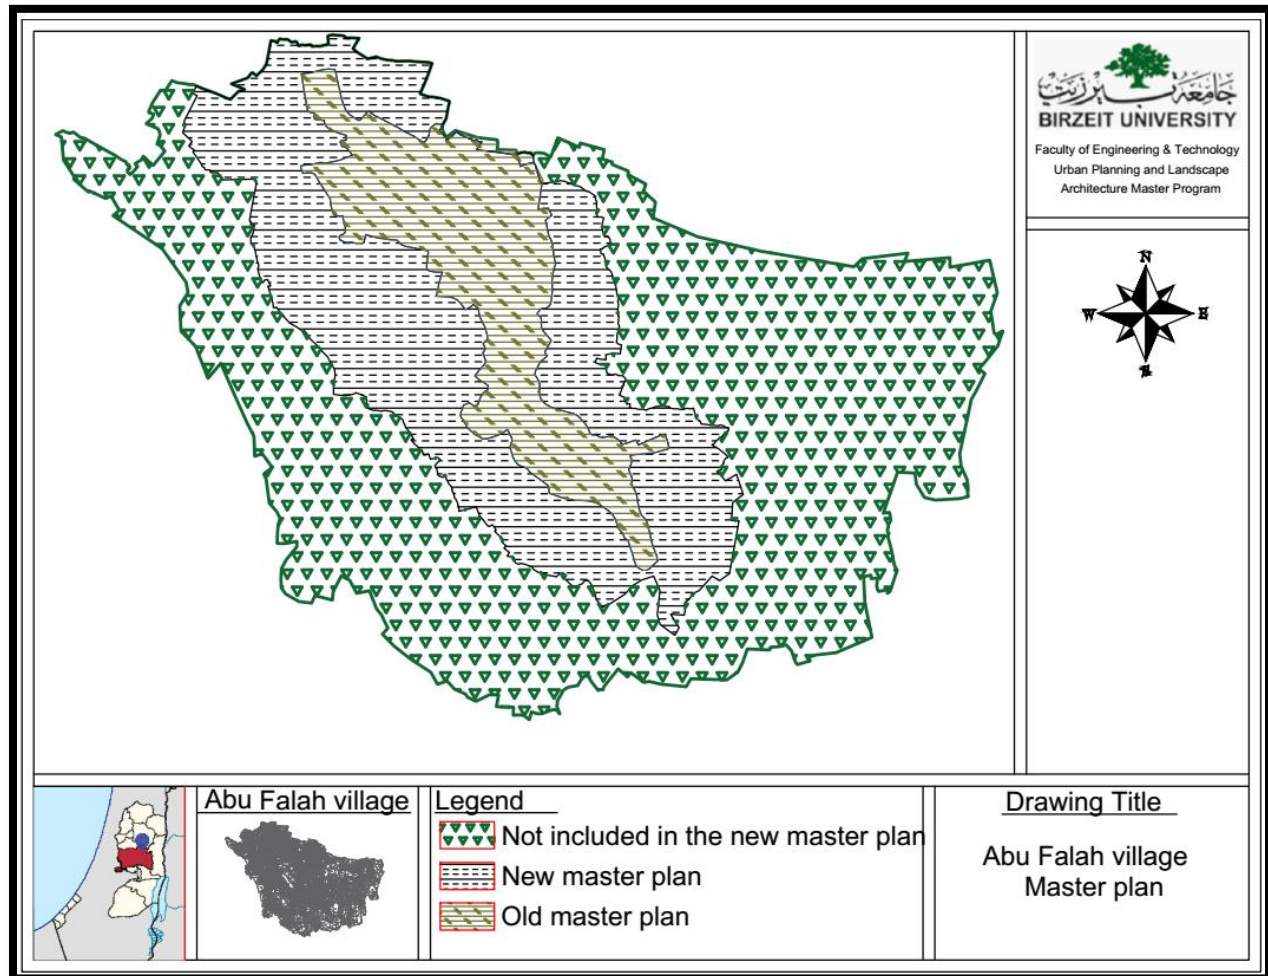 جامعة بيرزيت
BIRZEIT UNIVERSITY
Faculty of Engineering & Technology
Urban Planning and Landscape
Architecture Master Program
N
W
E
Abu Falah village
Legend
Not included in the new master plan
New master plan
Old master plan
Drawing Title
Abu Falah village
Master plan